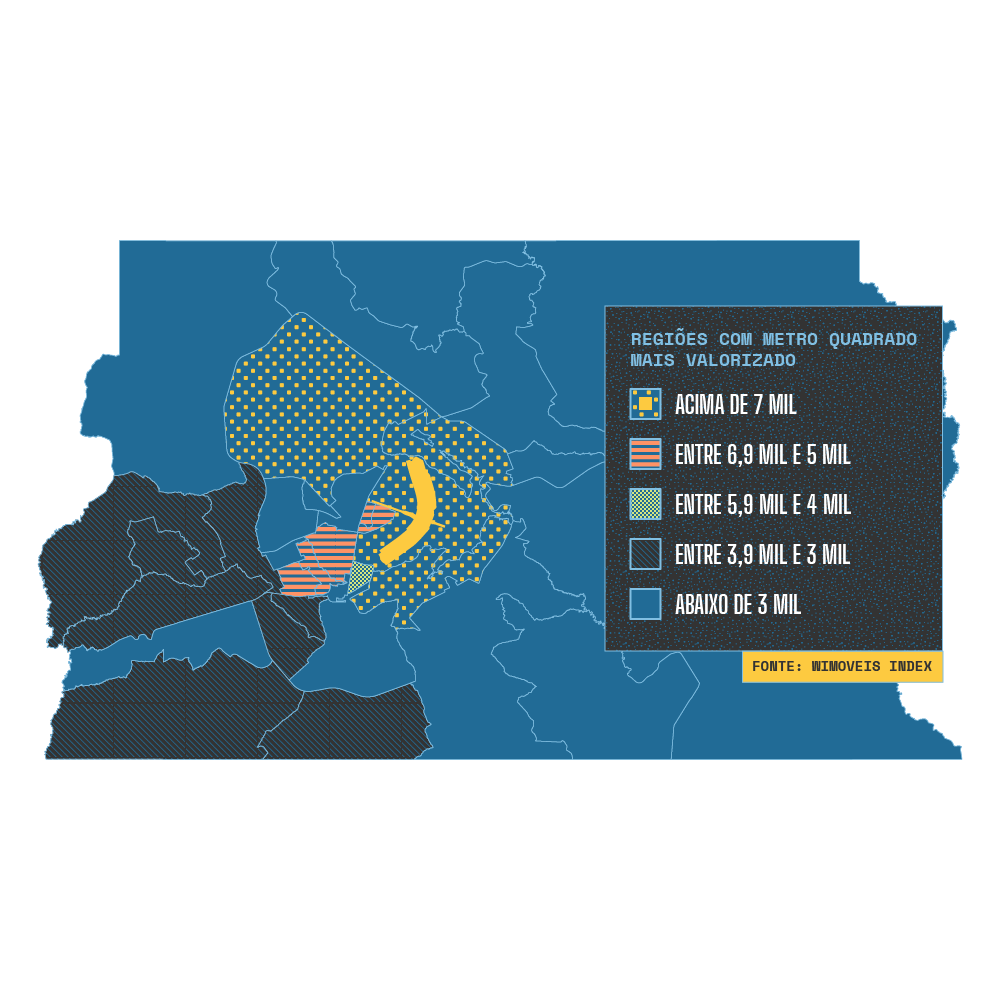 REGIÕES COM METRO QUADRADO
MAIS VALORIZADO
ACIMA DE 7 MIL
ENTRE 6,9 MIL E 5 MIL
ENTRE 5,9 MIL E 4 MIL
ENTRE 3,9 MIL E 3 MIL
ABAIXO DE 3 MIL
FONTE: WIMOVEIS INDEX